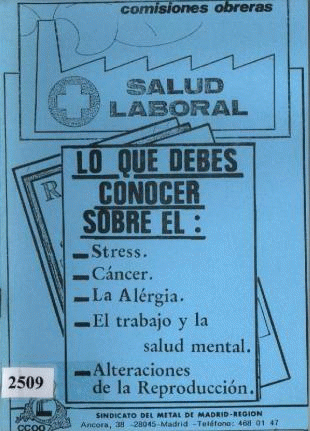 comisiones obreras
SALUD
LABORAL
LO QUE DEBES
CONOCER
SOBRE EL :
Stress.
Cáncer.
La Alérgia.
El trabajo y la
salud mental.
Alteraciones
de la Reproducción.
2509
CCOO
SINDICATO DEL METAL DE MADRID-REGION
Ancora, 38 -28045-Madrid -Teléfono: 468 01 47